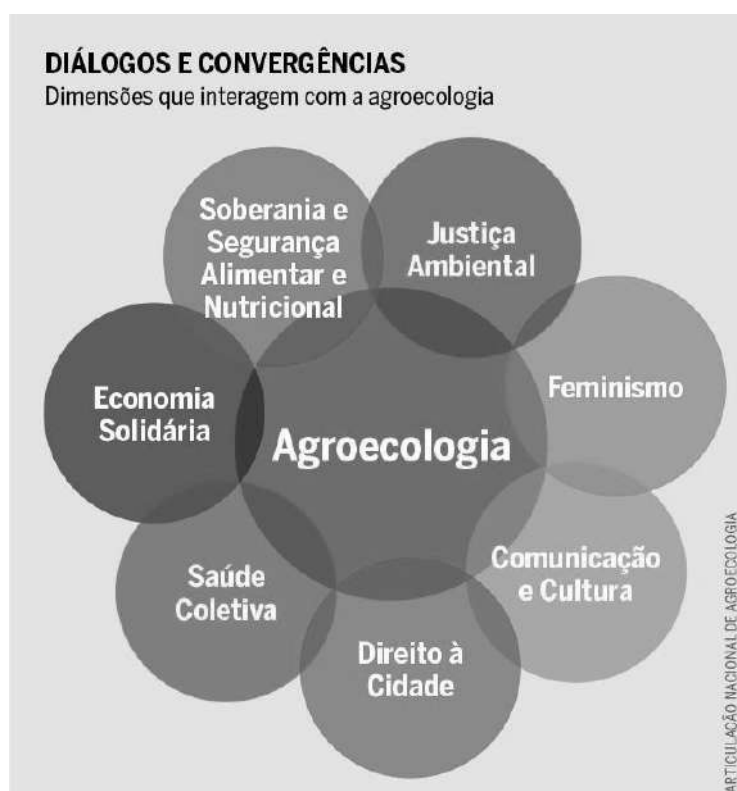 DIÁLOGOS E CONVERGÊNCIAS
Dimensões que interagem com a agroecologia
Soberania e
Segurança
Alimentar e
Nutricional
Justiça
Ambiental
Feminismo
Economia
Solidária
Agroecologia
Comunicação
e Cultura
Saúde
Coletiva
Direito à
Cidade
ARTICULAÇÃO NACIONAL DE AGROECOLOGIA